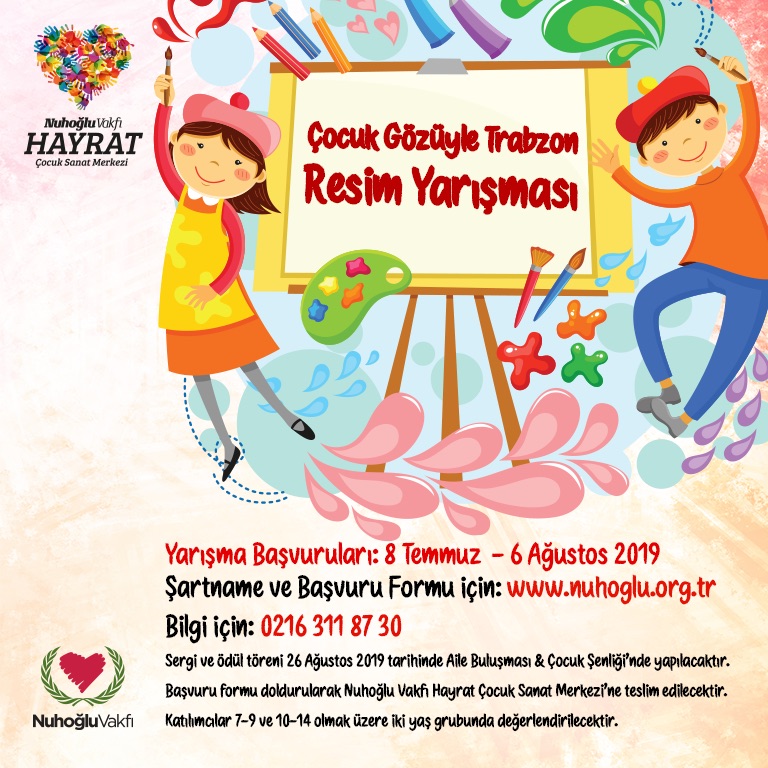 Nuhoğlu Vakfı
HAYRAT
Çocuk Sanat Merkezi
Çocuk Gözüyle Trabzon
Resim Yarışması
Yarışma Başvuruları: 8 Temmuz - 6 Ağustos 2019
Şartname ve Başvuru Formu için: www.nuhoglu.org.tr
Bilgi için: 0216 311 87 30
Sergi ve ödül töreni 26 Ağustos 2019 tarihinde Aile Buluşması & Çocuk Şenliği'nde yapılacaktır.
Başvuru formu doldurularak Nuhoğlu Vakfı Hayrat Çocuk Sanat Merkezi'ne teslim edilecektir.
Katılımcılar 7-9 ve 10-14 olmak üzere iki yaş grubunda değerlendirilecektir.
NuhoğluVakfı